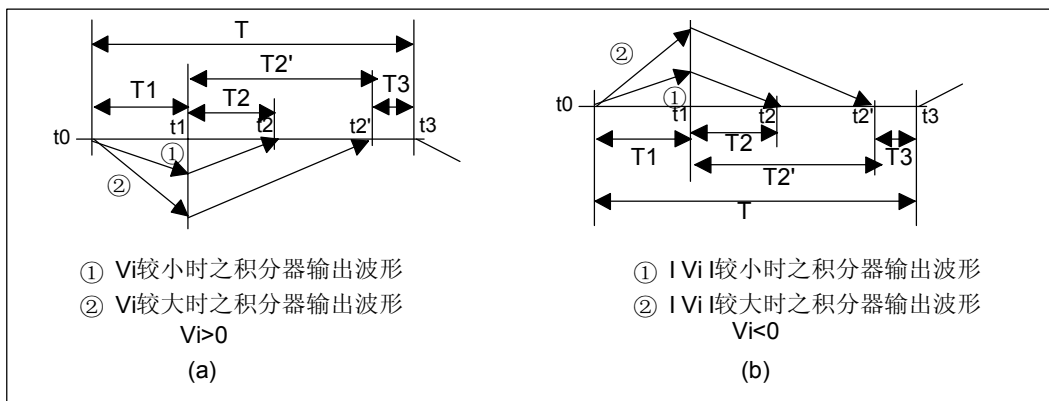 T
T2'
T1
T2
T3
t0
t1
t2
t2'
t3
①
②
① Vi较小时之积分器输出波形
② Vi较大时之积分器输出波形
Vi>0
(a)
②
①
t0
t1
t2
t2'
t3
T1
T2
T3
T2'
T
① I Vi I较小时之积分器输出波形
② I Vi I较大时之积分器输出波形
Vi<0
(b)